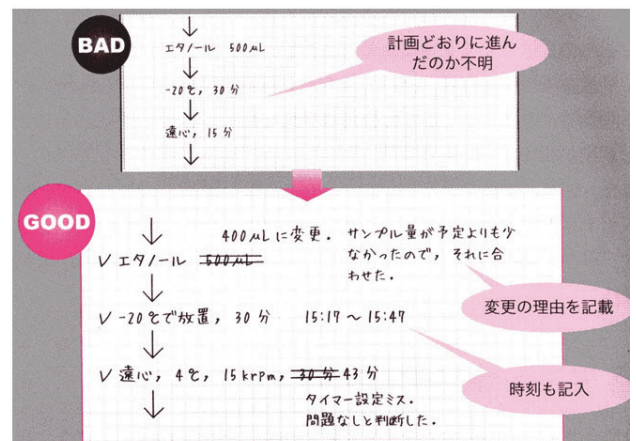 BAD
エタノール 500μL
-20℃, 30分
遠心, 15分
計画どおりに進ん
だのか不明
GOOD
400μLに変更.
サンプル量が予定よりも少
なかったので, それに合
わせた.
✓ エタノール 500μL
✓ -20℃で放置, 30分 15:17 〜 15:47
変更の理由を記載
✓ 遠心, 4℃, 15krpm, 30分 43分
タイマー設定ミス.
問題なしと判断した.
時刻も記入